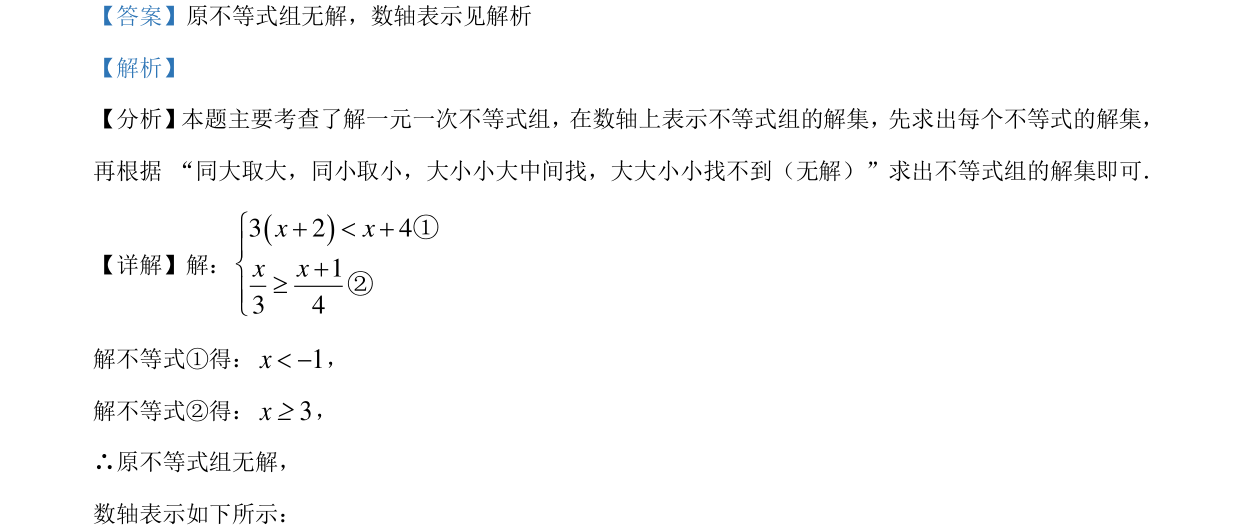 【答案】原不等式组无解，数轴表示见解析
【解析】
【分析】本题主要考查了解一元一次不等式组，在数轴上表示不等式组的解集，先求出每个不等式的解集，
再根据 “同大取大，同小取小，大小小大中间找，大大小小找不到（无解）”求出不等式组的解集即可．
【详解】解：{3(x+2)<x+4①
x/3≥(x+1)/4②
解不等式①得：x<−1，
解不等式②得：x≥3，
∴原不等式组无解，
数轴表示如下所示：